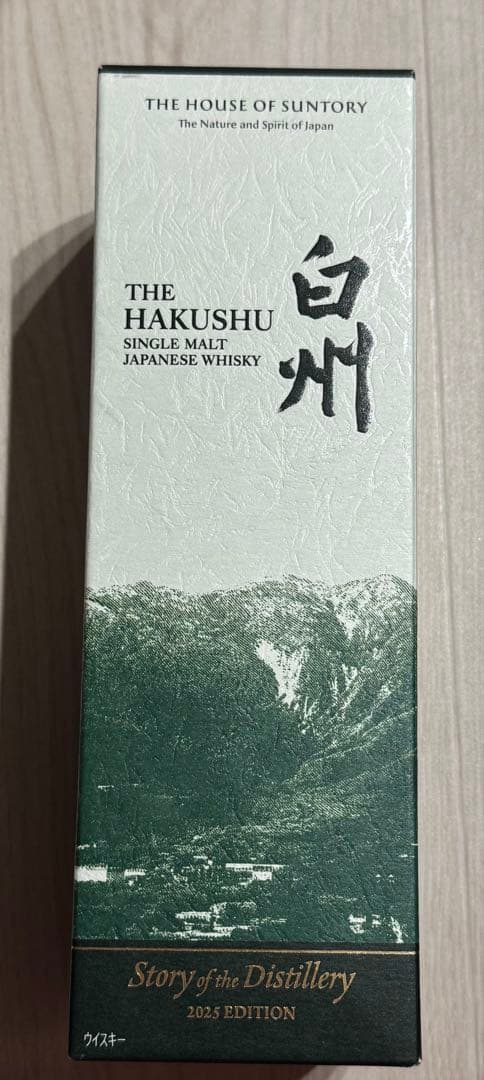 THE HOUSE OF SUNTORY
The Nature and Spirit of Japan
白州
THE
HAKUSHU
SINGLE MALT
JAPANESE WHISKY
Story of the Distillery
2025 EDITION
ウイスキー